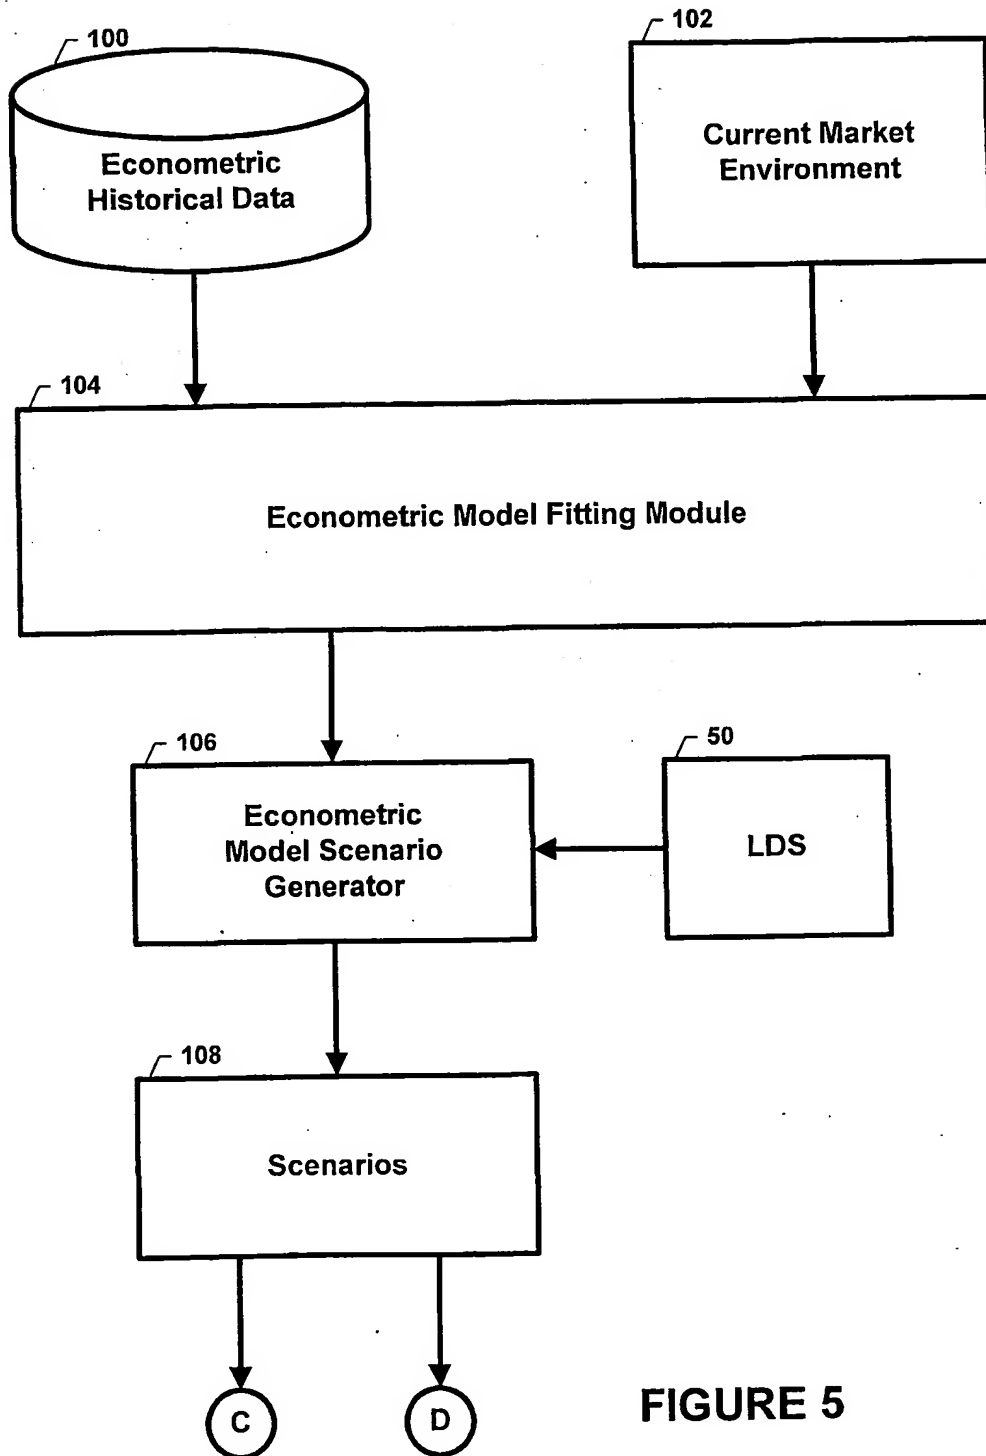 100
102
Econometric
Historical Data
Current Market
Environment
104
Econometric Model Fitting Module
106
50
Econometric
Model Scenario
Generator
LDS
108
Scenarios
C
D
FIGURE 5